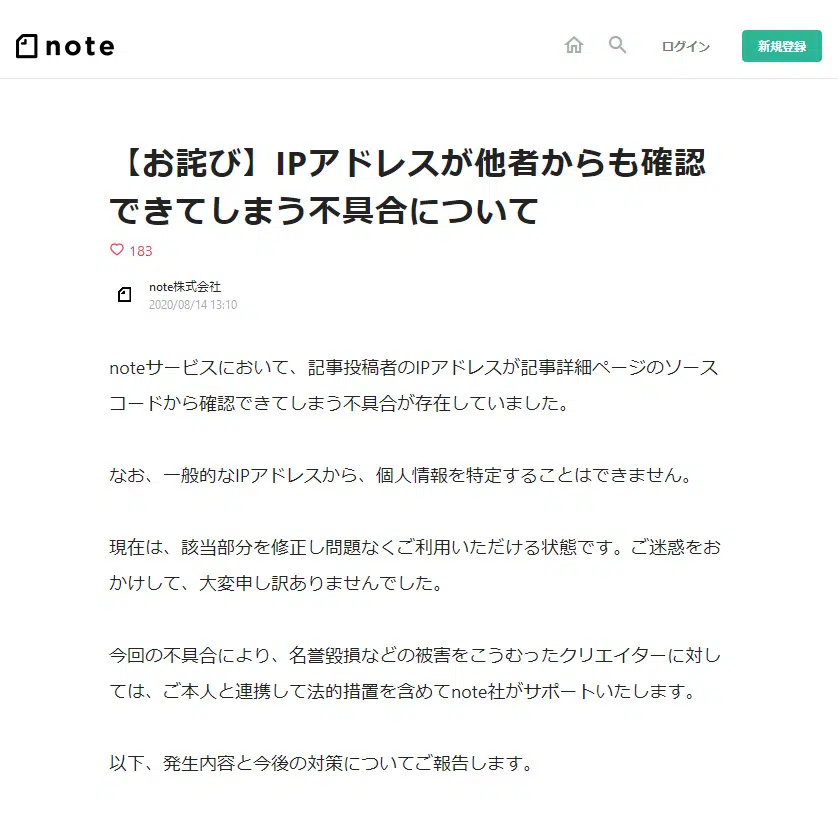 note
ログイン
新規登録
【お詫び】IPアドレスが他者からも確認
できてしまう不具合について
183
note株式会社
2020/08/14 13:10
noteサービスにおいて、記事投稿者のIPアドレスが記事詳細ページのソース
コードから確認できてしまう不具合が存在していました。
なお、一般的なIPアドレスから、個人情報を特定することはできません。
現在は、該当部分を修正し問題なくご利用いただける状態です。ご迷惑をお
かけして、大変申し訳ありませんでした。
今回の不具合により、名誉毀損などの被害をこうむったクリエイターに対し
ては、ご本人と連携して法的措置を含めてnote社がサポートいたします。
以下、発生内容と今後の対策についてご報告します。